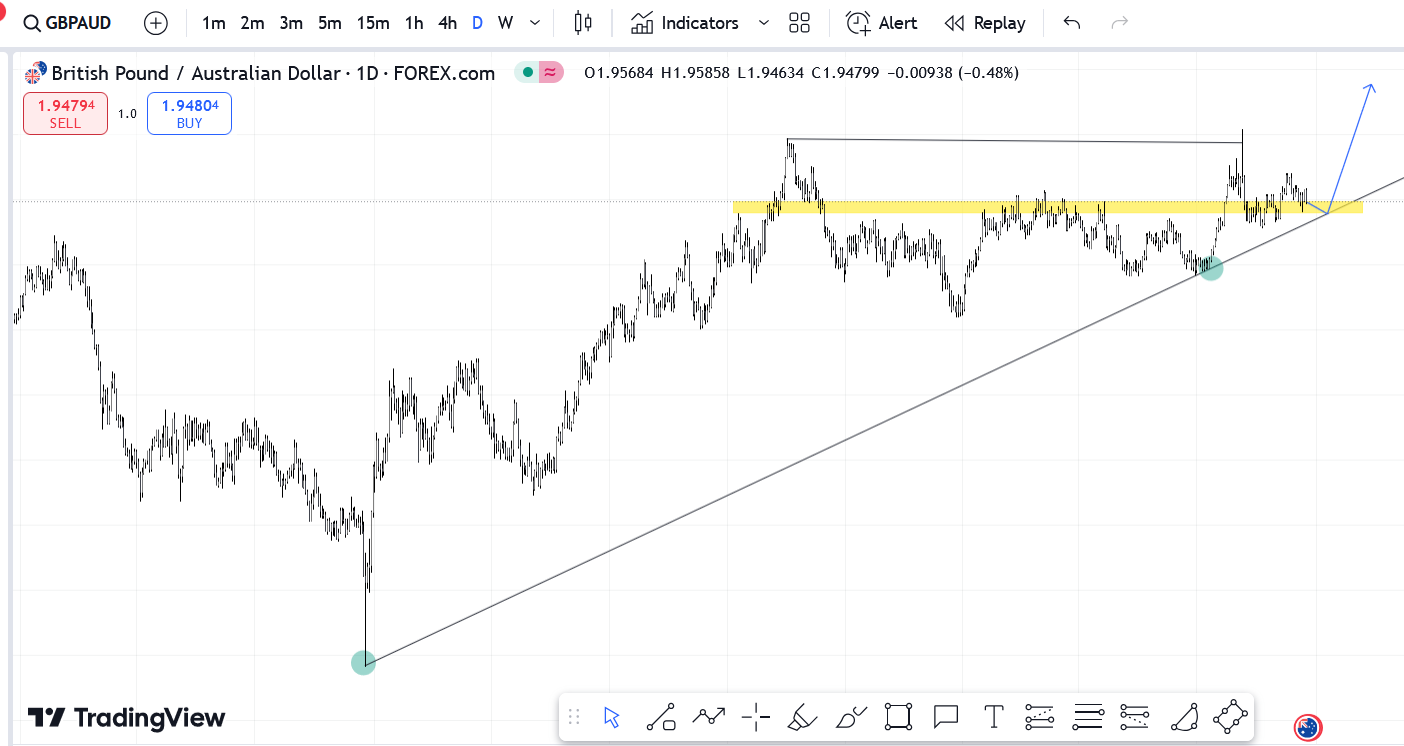 GBPAUD 1m 2m 3m 5m 15m 1h 4h D W Indicators Alert Replay
British Pound / Australian Dollar · 1D · FOREX.com O1.95684 H1.95858 L1.94634 C1.94799 −0.00938 (−0.48%)
1.94794 1.0 1.94804
SELL BUY
TradingView